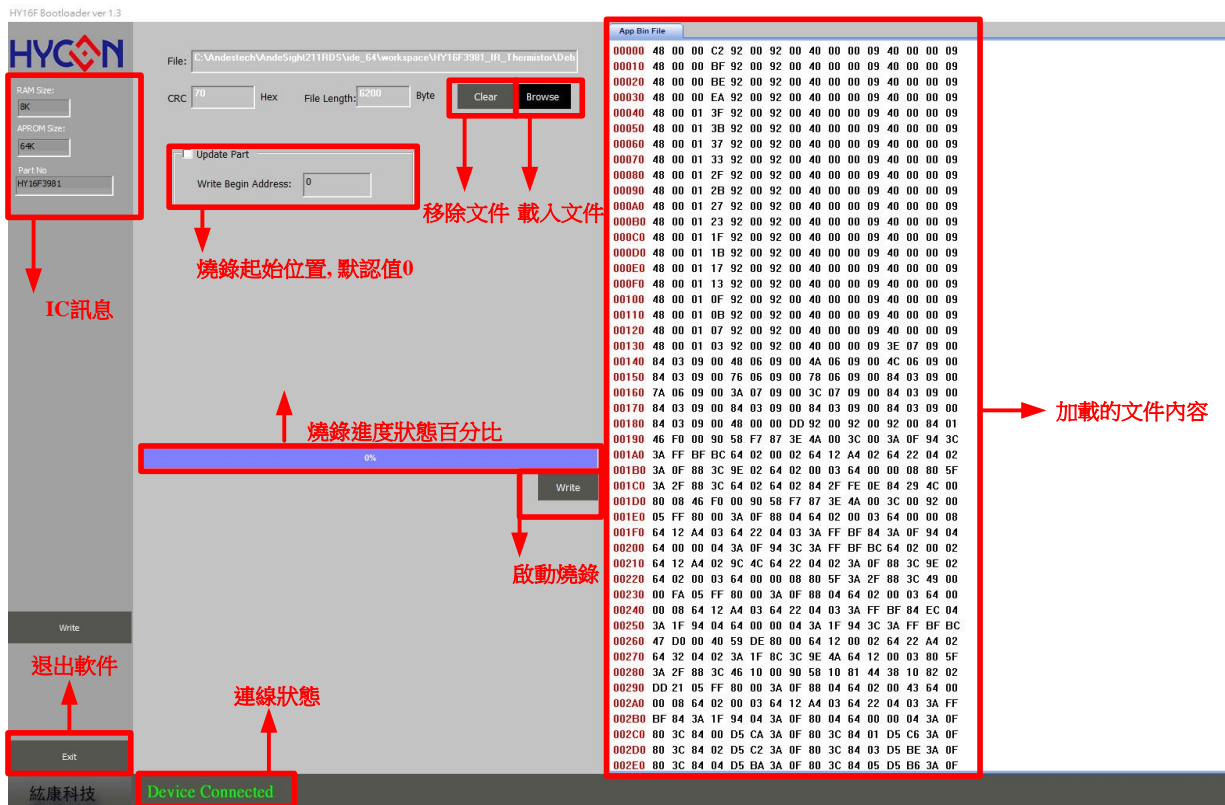 HY16F Bootloader ver 1.3
HYCON
RAM Size:
8K
APROM Size:
64K
Part No
HY16F3981
IC訊息
File: C:\Andestech\AndeSight211RDS\ide_64\workspace\HY16F3981_IR_Thermistor\Deb
CRC 70 Hex File Length: 6200 Byte Clear Browse
Update Part
Write Begin Address: 0
移除文件 載入文件
燒錄起始位置, 默認值0
燒錄進度狀態百分比
0%
Write
啟動燒錄
Write
退出軟件
Exit
連線狀態
紘康科技
Device Connected
App Bin File
00000 48 00 00 C2 92 00 92 00 40 00 00 09 40 00 00 09
00010 48 00 00 BF 92 00 92 00 40 00 00 09 40 00 00 09
00020 48 00 00 BE 92 00 92 00 40 00 00 09 40 00 00 09
00030 48 00 00 EA 92 00 92 00 40 00 00 09 40 00 00 09
00040 48 00 01 3F 92 00 92 00 40 00 00 09 40 00 00 09
00050 48 00 01 3B 92 00 92 00 40 00 00 09 40 00 00 09
00060 48 00 01 37 92 00 92 00 40 00 00 09 40 00 00 09
00070 48 00 01 33 92 00 92 00 40 00 00 09 40 00 00 09
00080 48 00 01 2F 92 00 92 00 40 00 00 09 40 00 00 09
00090 48 00 01 2B 92 00 92 00 40 00 00 09 40 00 00 09
000A0 48 00 01 27 92 00 92 00 40 00 00 09 40 00 00 09
000B0 48 00 01 23 92 00 92 00 40 00 00 09 40 00 00 09
000C0 48 00 01 1F 92 00 92 00 40 00 00 09 40 00 00 09
000D0 48 00 01 1B 92 00 92 00 40 00 00 09 40 00 00 09
000E0 48 00 01 17 92 00 92 00 40 00 00 09 40 00 00 09
000F0 48 00 01 13 92 00 92 00 40 00 00 09 40 00 00 09
00100 48 00 01 0F 92 00 92 00 40 00 00 09 40 00 00 09
00110 48 00 01 0B 92 00 92 00 40 00 00 09 40 00 00 09
00120 48 00 01 07 92 00 92 00 40 00 00 09 40 00 00 09
00130 48 00 01 03 92 00 92 00 40 00 00 09 3E 07 09 00
00140 84 03 09 00 48 06 09 00 4A 06 09 00 4C 06 09 00
00150 84 03 09 00 76 06 09 00 78 06 09 00 84 03 09 00
00160 7A 06 09 00 3A 07 09 00 3C 07 09 00 84 03 09 00
00170 84 03 09 00 84 03 09 00 84 03 09 00 84 03 09 00
00180 84 03 09 00 48 00 00 DD 92 00 92 00 92 00 84 01
00190 46 F0 00 90 58 F7 87 3E 4A 00 3C 00 3A 0F 94 3C
001A0 3A FF BF BC 64 02 00 02 64 12 A4 02 64 22 04 02
001B0 3A 0F 88 3C 9E 02 64 02 00 03 64 00 00 08 80 5F
001C0 3A 2F 88 3C 64 02 64 02 84 2F FE 0E 84 29 4C 00
001D0 80 08 46 F0 00 90 58 F7 87 3E 4A 00 3C 00 92 00
001E0 05 FF 80 00 3A 0F 88 04 64 02 00 03 64 00 00 08
001F0 64 12 A4 03 64 22 04 03 3A FF BF 84 3A 0F 94 04
00200 64 00 00 04 3A 0F 94 3C 3A FF BF BC 64 02 00 02
00210 64 12 A4 02 9C 4C 64 22 04 02 3A 0F 88 3C 9E 02
00220 64 02 00 03 64 00 00 08 80 5F 3A 2F 88 3C 49 00
00230 00 FA 05 FF 80 00 3A 0F 88 04 64 02 00 03 64 00
00240 00 08 64 12 A4 03 64 22 04 03 3A FF BF 84 EC 04
00250 3A 1F 94 04 64 00 00 04 3A 1F 94 3C 3A FF BF BC
00260 47 D0 00 40 59 DE 80 00 64 12 00 02 64 22 A4 02
00270 64 32 04 02 3A 1F 8C 3C 9E 4A 64 12 00 03 80 5F
00280 3A 2F 88 3C 46 10 00 90 58 10 81 44 38 10 82 02
00290 DD 21 05 FF 80 00 3A 0F 88 04 64 02 00 43 64 00
002A0 00 08 64 02 00 03 64 12 A4 03 64 22 04 03 3A FF
002B0 BF 84 3A 1F 94 04 3A 0F 80 04 64 00 00 04 3A 0F
002C0 80 3C 84 00 D5 CA 3A 0F 80 3C 84 01 D5 C6 3A 0F
002D0 80 3C 84 02 D5 C2 3A 0F 80 3C 84 03 D5 BE 3A 0F
002E0 80 3C 84 04 D5 BA 3A 0F 80 3C 84 05 D5 B6 3A 0F
加載的文件內容